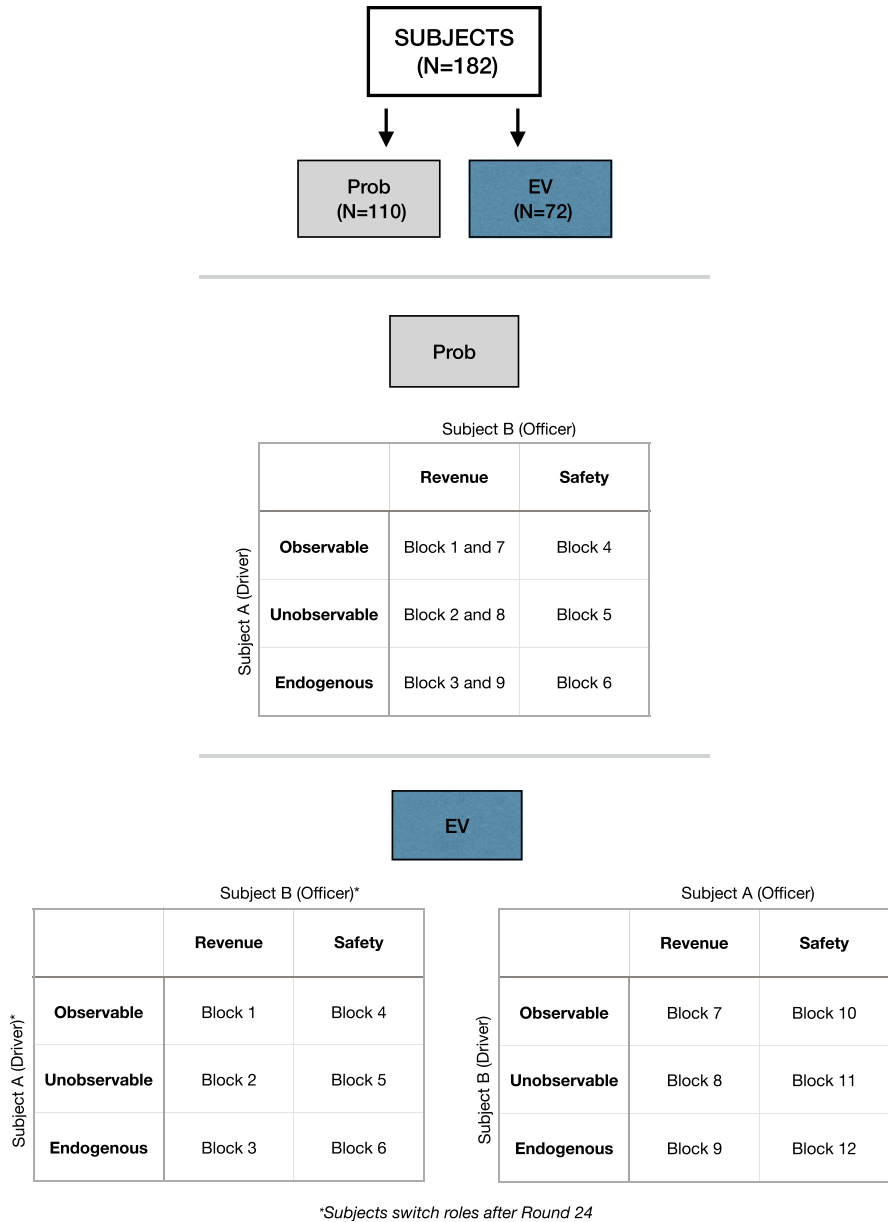 SUBJECTS
(N=182)
Prob
(N=110)
EV
(N=72)
Prob
Subject B (Officer)
Subject A (Driver)
Revenue Safety
Observable Block 1 and 7 Block 4
Unobservable Block 2 and 8 Block 5
Endogenous Block 3 and 9 Block 6
EV
Subject B (Officer)*
Subject A (Driver)*
Revenue Safety
Observable Block 1 Block 4
Unobservable Block 2 Block 5
Endogenous Block 3 Block 6
Subject A (Officer)
Subject B (Driver)
Revenue Safety
Observable Block 7 Block 10
Unobservable Block 8 Block 11
Endogenous Block 9 Block 12
*Subjects switch roles after Round 24